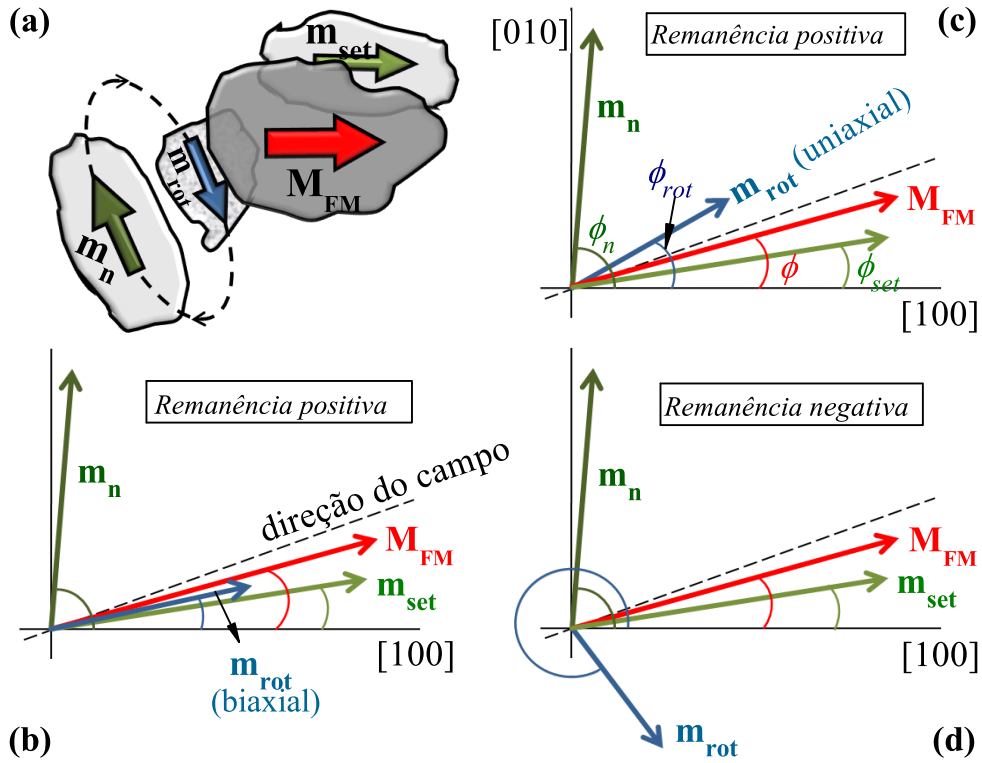 (a)
m
set
m
rot
M
FM
m
n
(c)
[010]
Remanência positiva
m
n
m
rot
(uniaxial)
ϕ
rot
M
FM
ϕ
n
ϕ
ϕ
set
[100]
(b)
Remanência positiva
m
n
direção do campo
M
FM
m
set
[100]
m
rot
(biaxial)
(d)
Remanência negativa
m
n
M
FM
m
set
[100]
m
rot